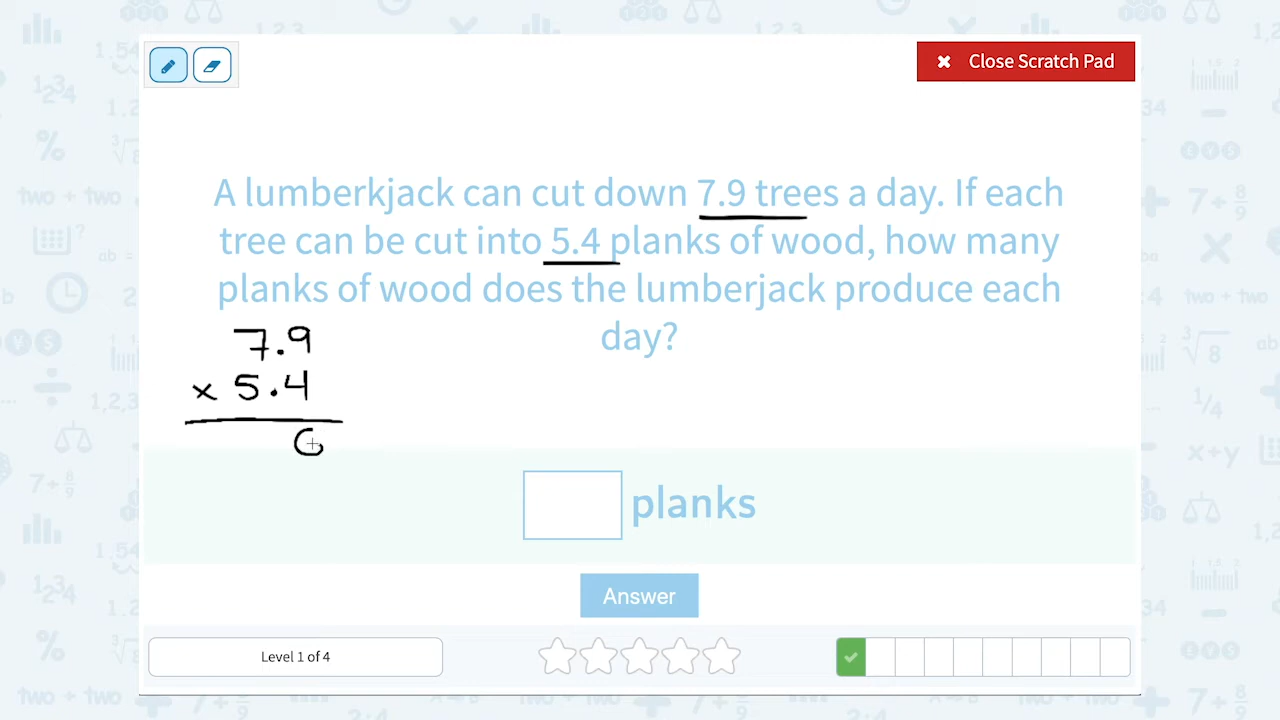 Close Scratch Pad
A lumberkjack can cut down 7.9 trees a day. If each
tree can be cut into 5.4 planks of wood, how many
planks of wood does the lumberjack produce each
day?
7.9
x 5.4
6
planks
Answer
Level 1 of 4